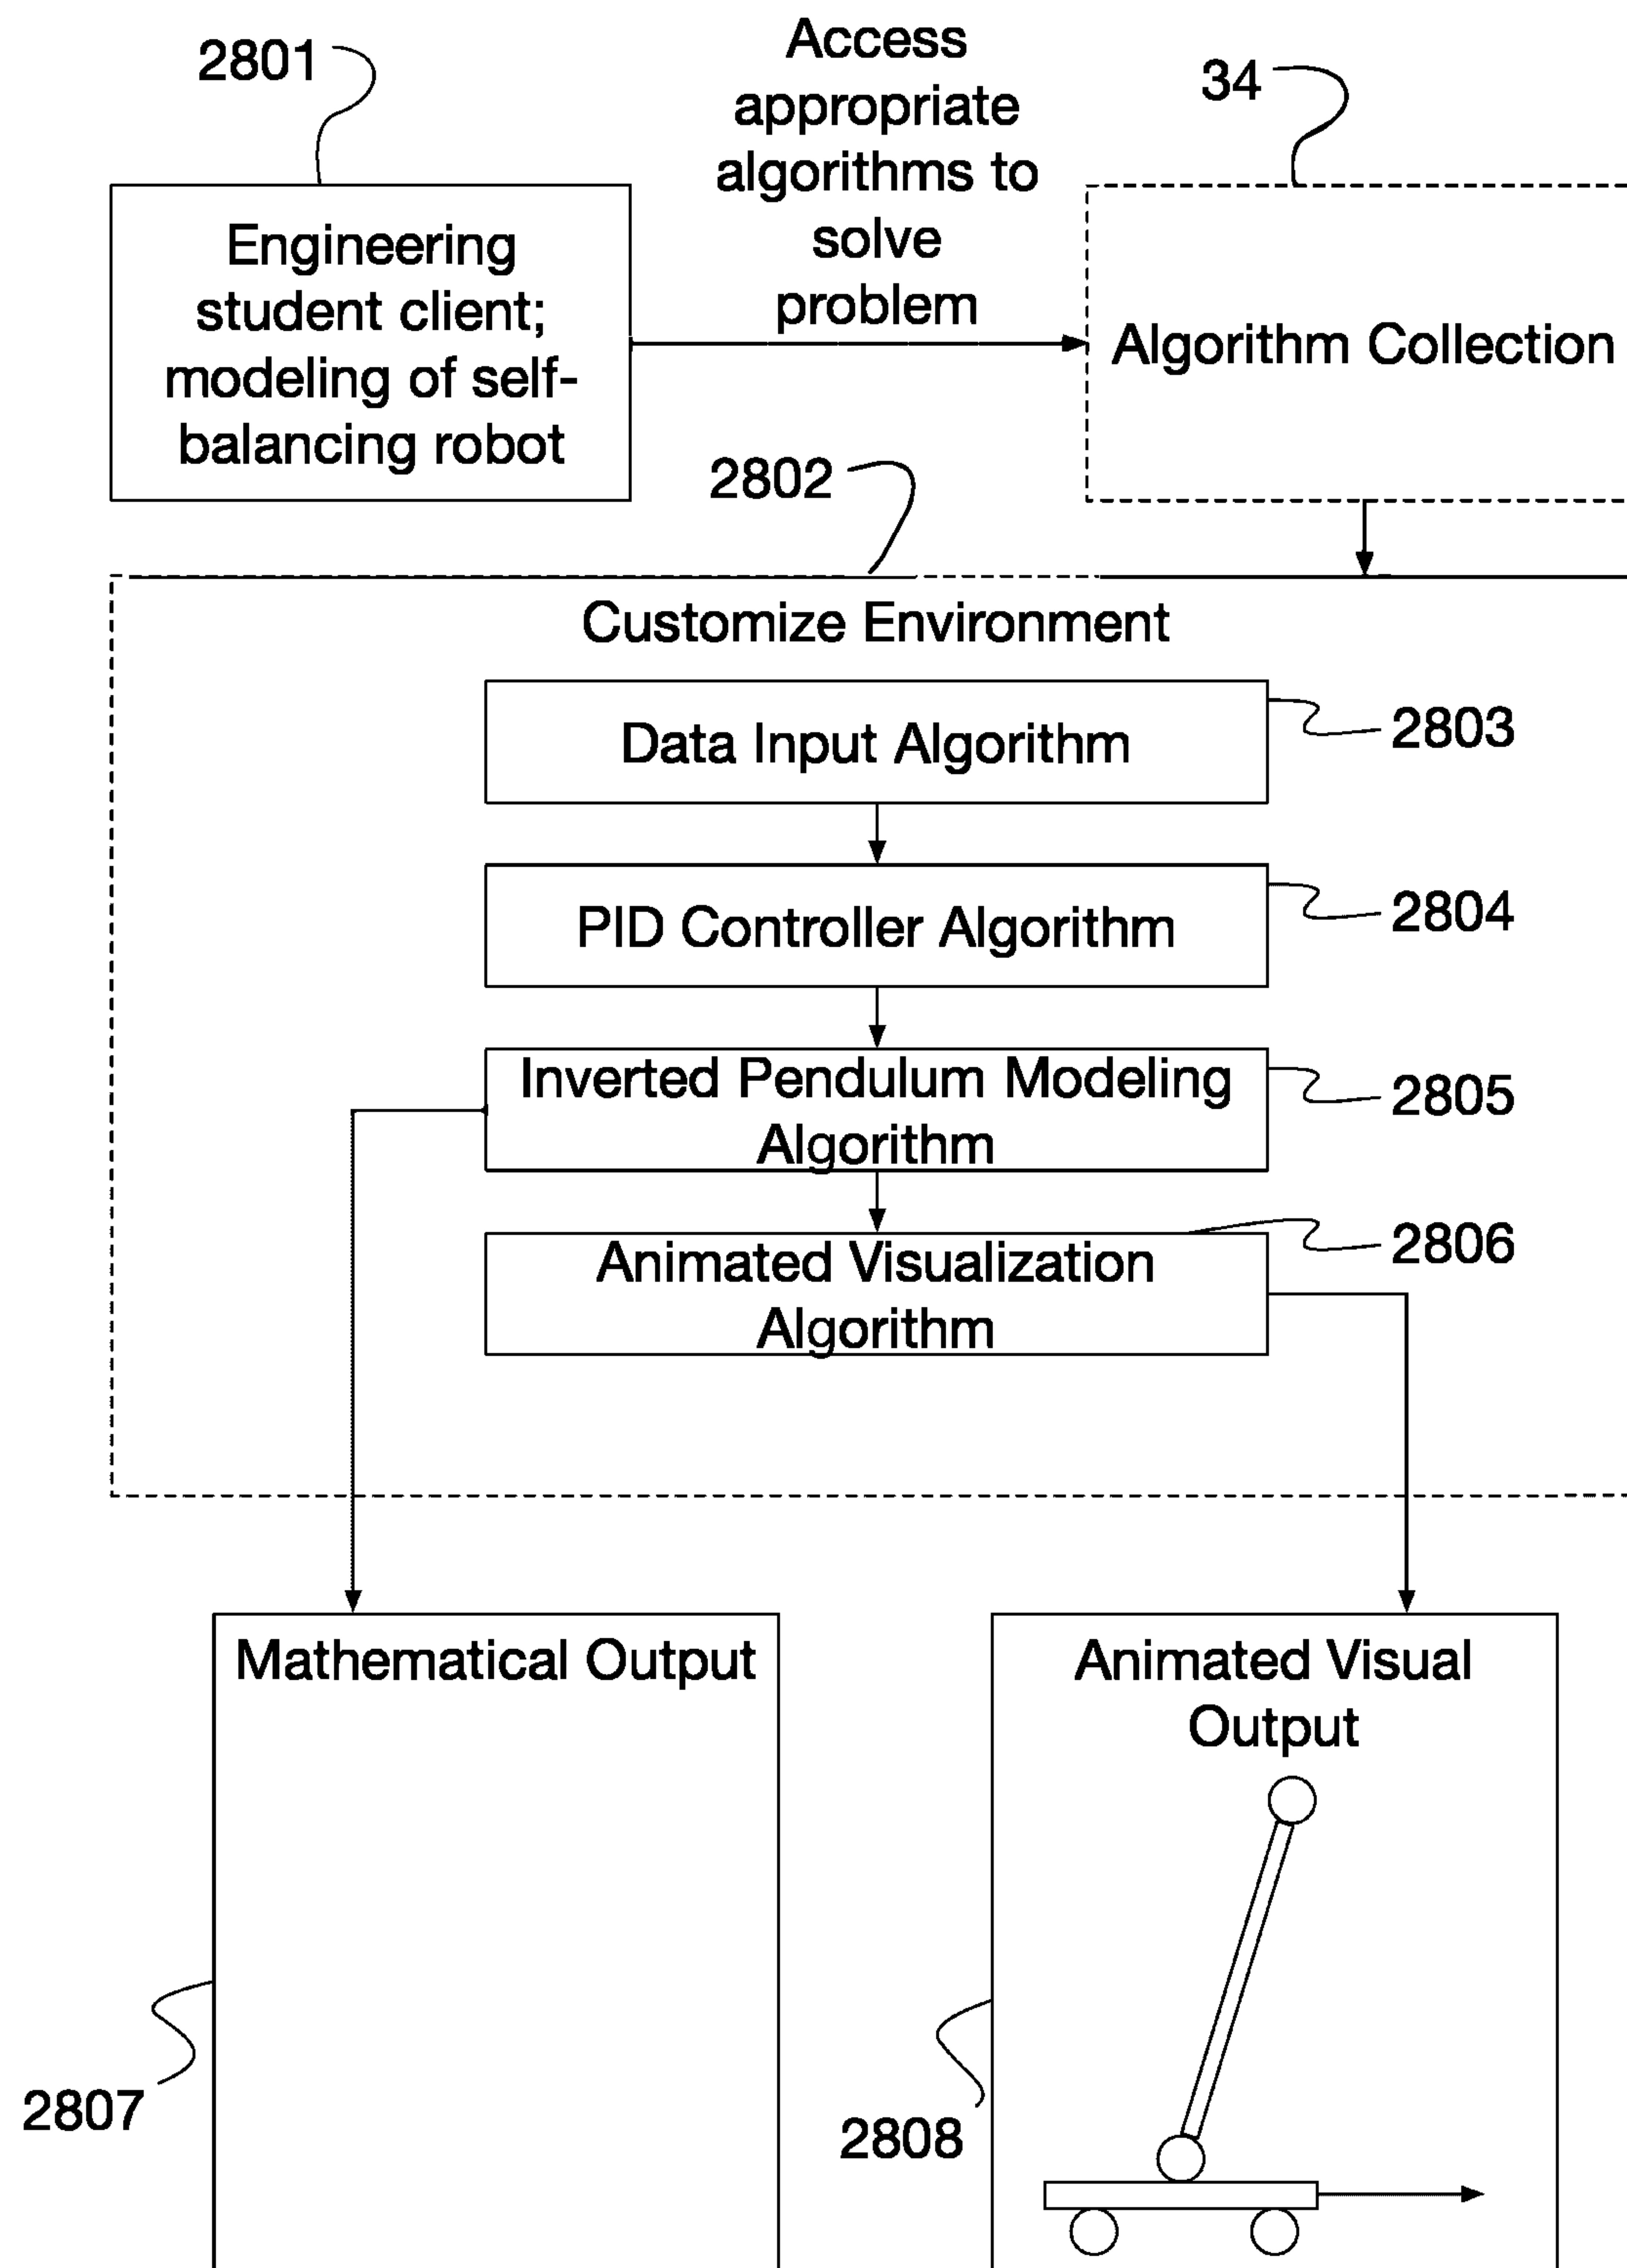 2801
Access
appropriate
algorithms to
solve
problem
34
Engineering
student client;
modeling of self-
balancing robot
Algorithm Collection
2802
Customize Environment
Data Input Algorithm
2803
PID Controller Algorithm
2804
Inverted Pendulum Modeling
Algorithm
2805
Animated Visualization
Algorithm
2806
Mathematical Output
Animated Visual
Output
2807
2808